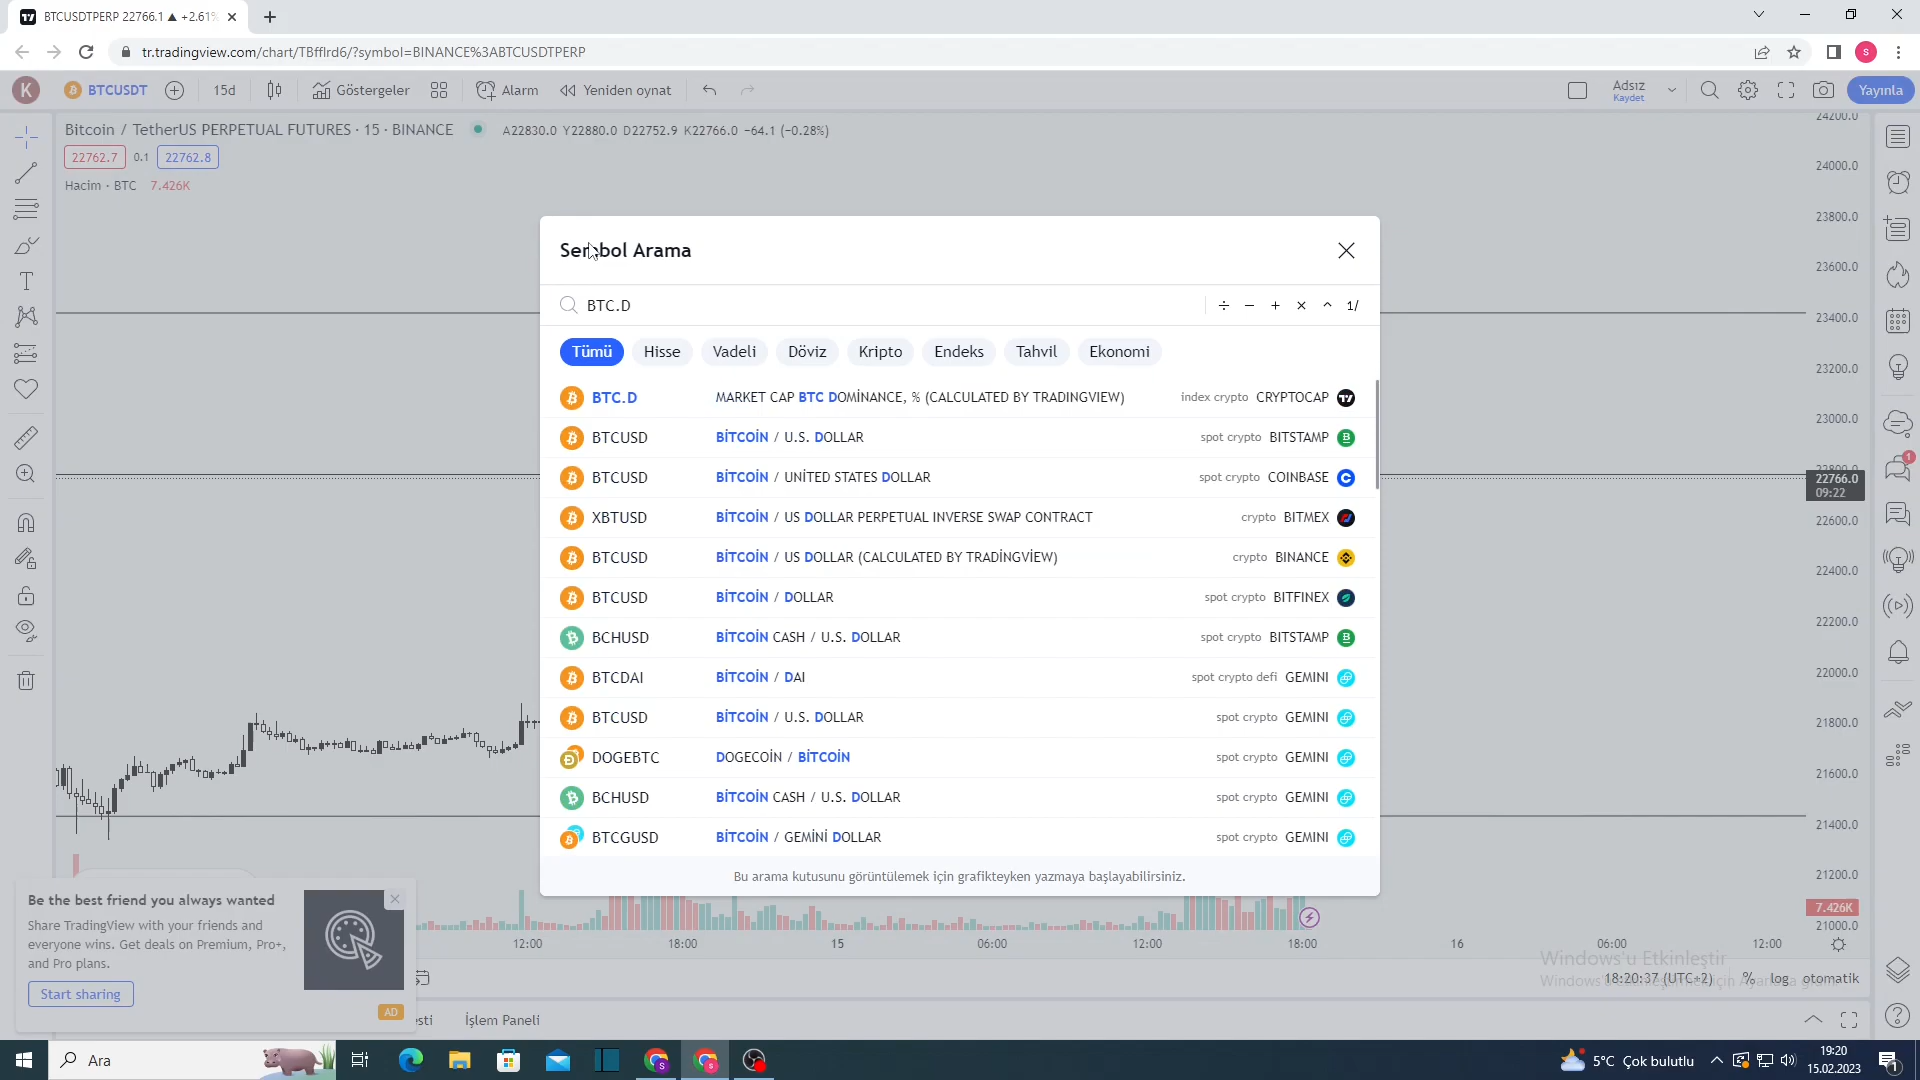 BTCUSDTPERP 22766.1 ▲ +2.61%
tr.tradingview.com/chart/TBffIrd6/?symbol=BINANCE%3ABTCUSDTPERP
S
K
BTCUSDT
15d
Göstergeler
Alarm
Yeniden oynat
Adsız
Kaydet
Yayınla
Bitcoin / TetherUS PERPETUAL FUTURES · 15 · BINANCE
A22830.0 Y22880.0 D22752.9 K22766.0 -64.1 (-0.28%)
22762.7 0.1 22762.8
Hacim · BTC 7.426K
Sembol Arama
BTC.D
÷ − + × ^ 1/
Tümü Hisse Vadeli Döviz Kripto Endeks Tahvil Ekonomi
BTC.D MARKET CAP BTC DOMİNANCE, % (CALCULATED BY TRADINGVIEW) index crypto CRYPTOCAP
BTCUSD BİTCOİN / U.S. DOLLAR spot crypto BITSTAMP
BTCUSD BİTCOİN / UNİTED STATES DOLLAR spot crypto COINBASE
XBTUSD BİTCOİN / US DOLLAR PERPETUAL INVERSE SWAP CONTRACT crypto BITMEX
BTCUSD BİTCOİN / US DOLLAR (CALCULATED BY TRADİNGVİEW) crypto BINANCE
BTCUSD BİTCOİN / DOLLAR spot crypto BITFINEX
BCHUSD BİTCOİN CASH / U.S. DOLLAR spot crypto BITSTAMP
BTCDAI BİTCOİN / DAI spot crypto defi GEMINI
BTCUSD BİTCOİN / U.S. DOLLAR spot crypto GEMINI
DOGEBTC DOGECOİN / BİTCOİN spot crypto GEMINI
BCHUSD BİTCOİN CASH / U.S. DOLLAR spot crypto GEMINI
BTCGUSD BİTCOİN / GEMİNİ DOLLAR spot crypto GEMINI
Bu arama kutusunu görüntülemek için grafikteyken yazmaya başlayabilirsiniz.
24200.0
24000.0
23800.0
23600.0
23400.0
23200.0
23000.0
22800.0
22766.0
09:22
22600.0
22400.0
22200.0
22000.0
21800.0
21600.0
21400.0
21200.0
7.426K
21000.0
1
Be the best friend you always wanted
Share TradingView with your friends and
everyone wins. Get deals on Premium, Pro+,
and Pro plans.
Start sharing
AD
12:00 18:00 15 06:00 12:00 18:00 16 06:00 12:00
Windows'u Etkinleştir
18:20:37 (UTC+2) % log otomatik
esti İşlem Paneli
Ara
5°C Çok bulutlu
19:20
15.02.2023
1